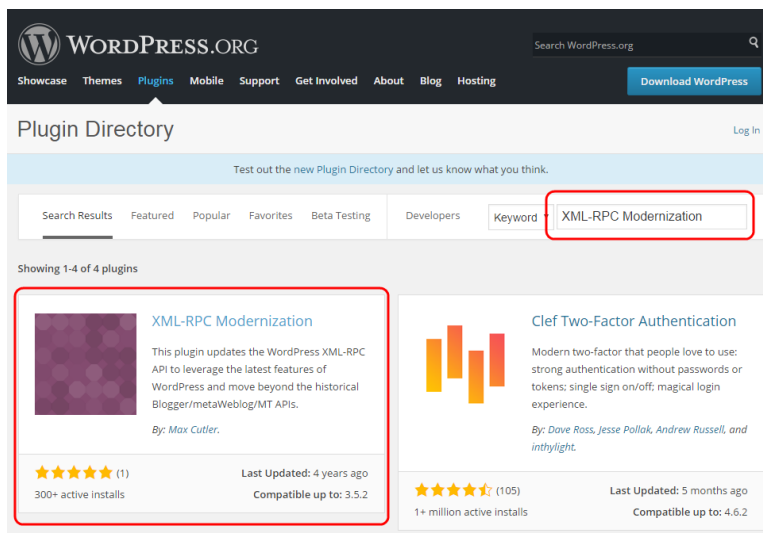 WORDPRESS.ORG
Search WordPress.org
Showcase Themes Plugins Mobile Support Get Involved About Blog Hosting
Download WordPress
Plugin Directory
Log In
Test out the new Plugin Directory and let us know what you think.
Search Results Featured Popular Favorites Beta Testing Developers Keyword XML-RPC Modernization
Showing 1-4 of 4 plugins
XML-RPC Modernization
This plugin updates the WordPress XML-RPC
API to leverage the latest features of
WordPress and move beyond the historical
Blogger/metaWeblog/MT APIs.
By: Max Cutler.
(1)
300+ active installs
Last Updated: 4 years ago
Compatible up to: 3.5.2
Clef Two-Factor Authentication
Modern two-factor that people love to use:
strong authentication without passwords or
tokens; single sign on/off; magical login
experience.
By: Dave Ross, Jesse Pollak, Andrew Russell, and
inthylight.
(105)
1+ million active installs
Last Updated: 5 months ago
Compatible up to: 4.6.2